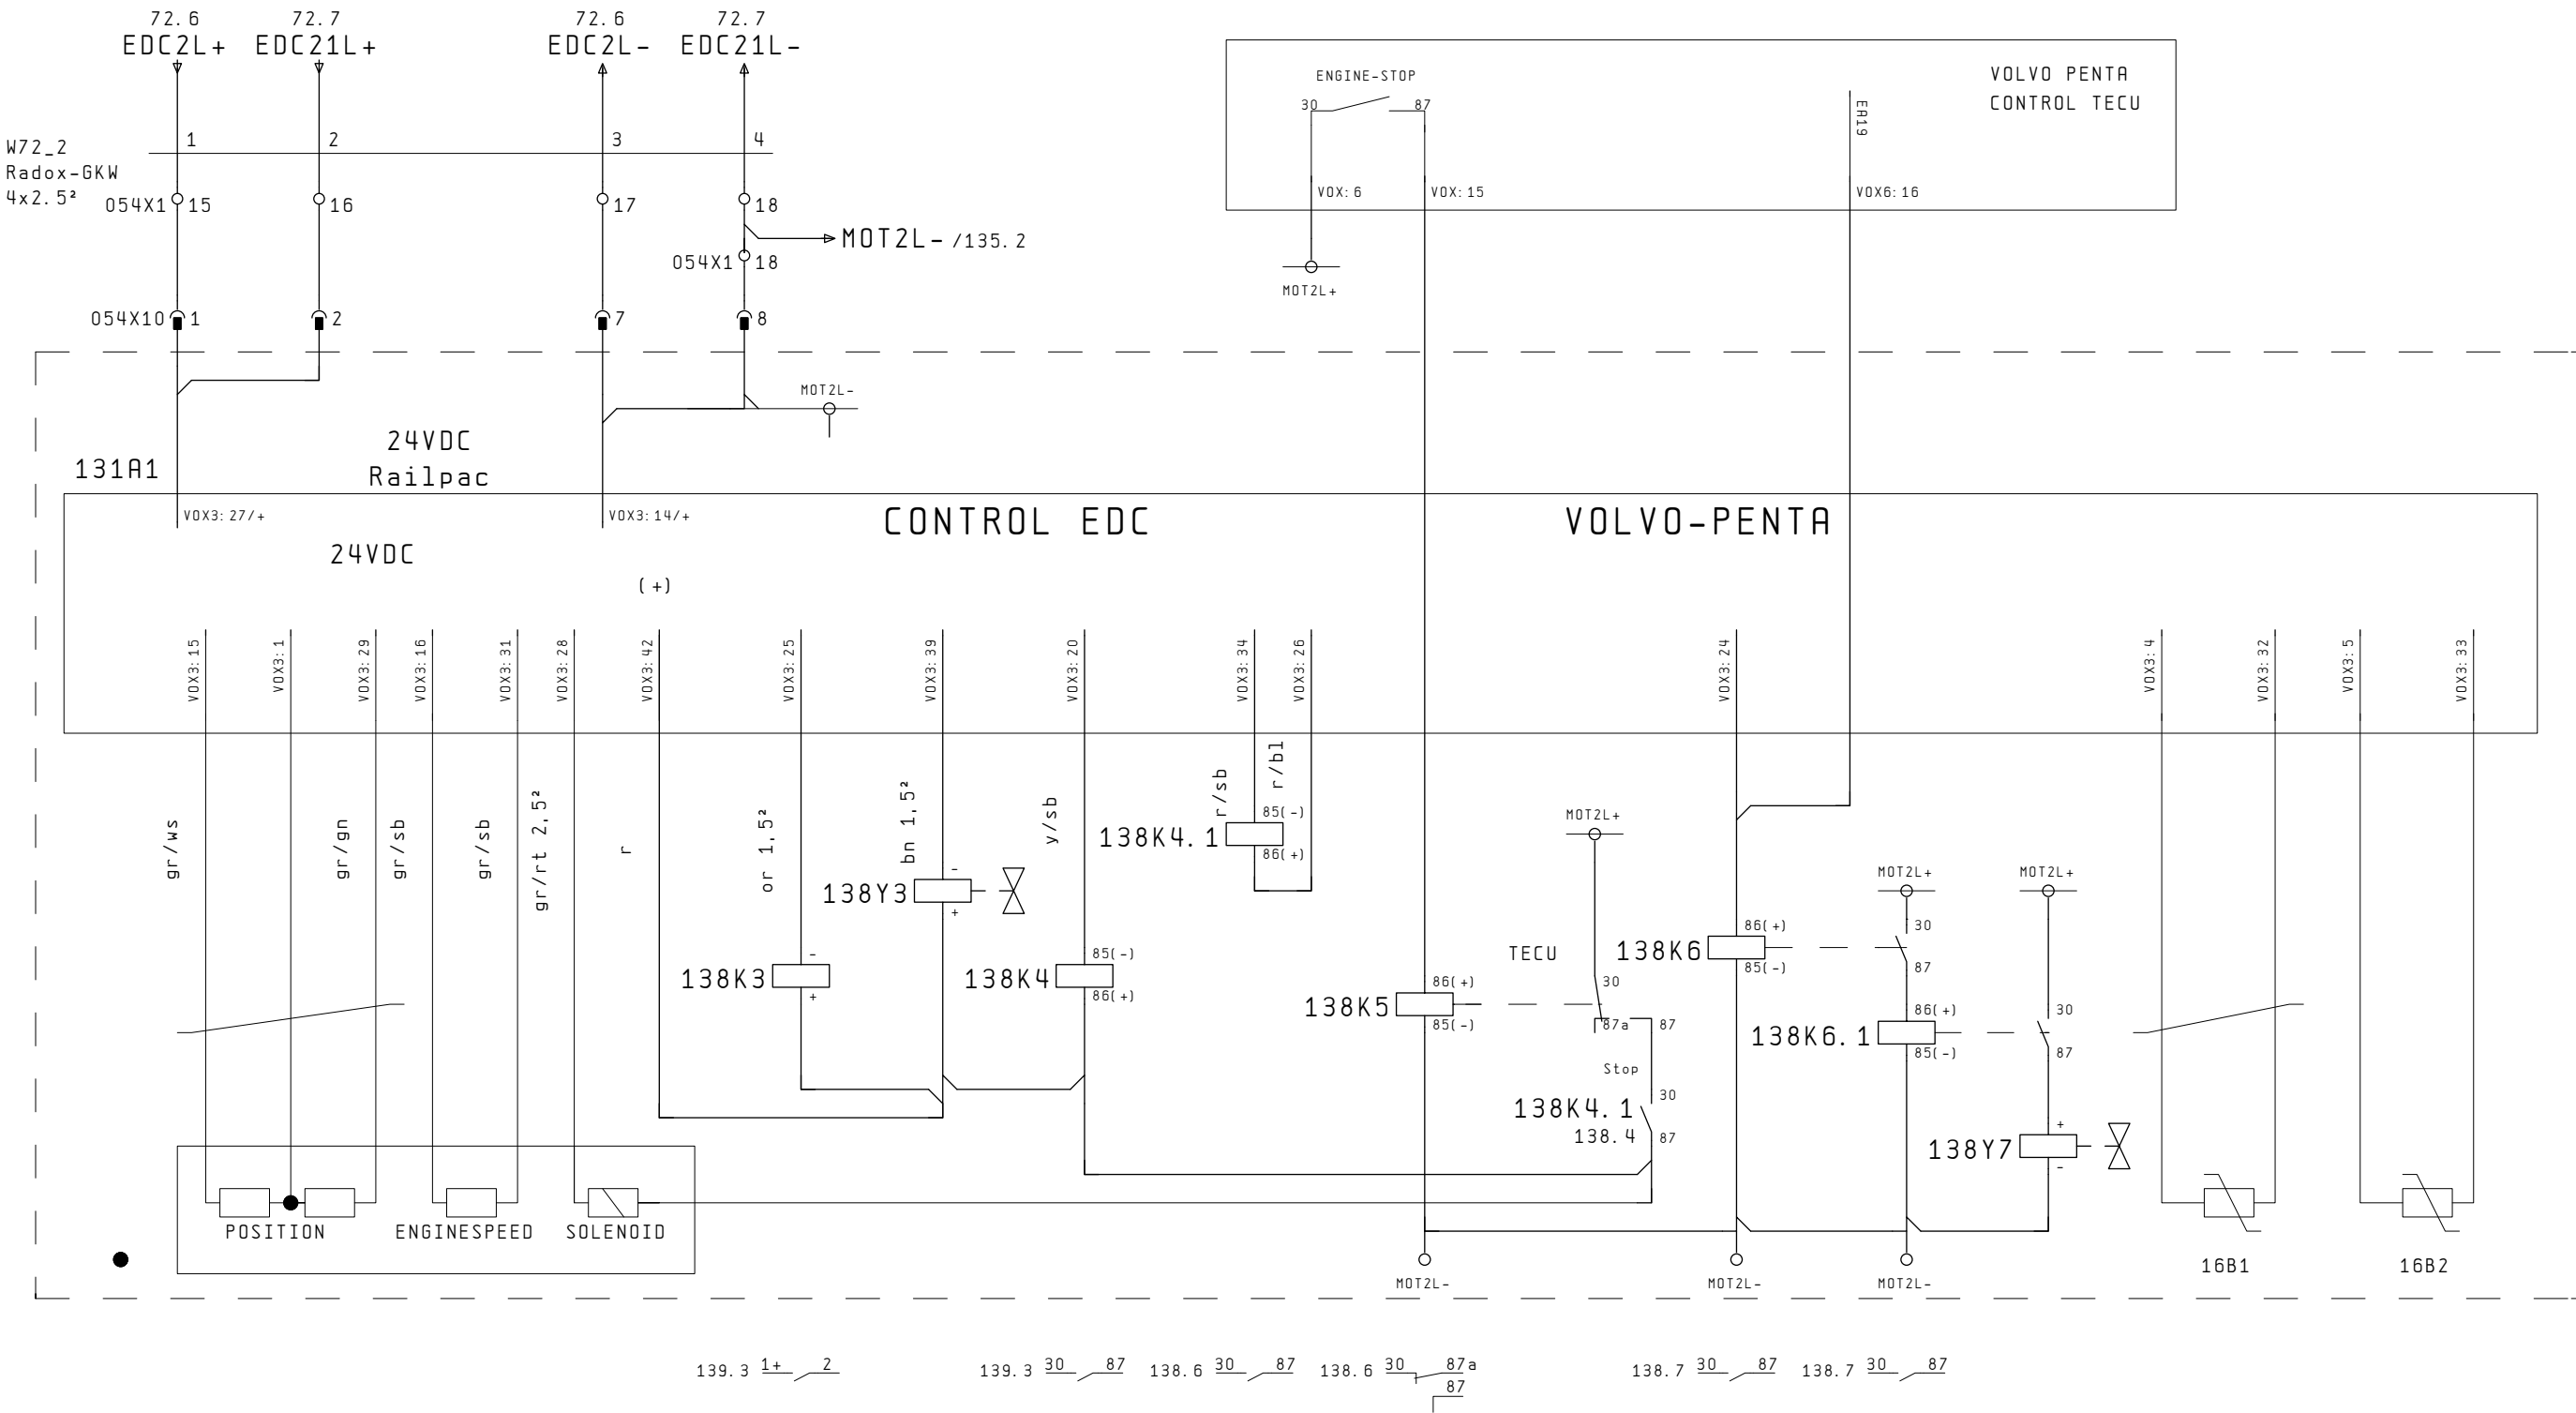 72.6 72.7 72.6 72.7
EDC2L+ EDC21L+ EDC2L- EDC21L-
ENGINE-STOP
VOLVO PENTA
CONTROL TECU
30 87
EA19
W72_2
Radox-GKW
4x2.5²
1 2 3 4
VOX:6 VOX:15 VOX6:16
054X1 15 16 17 18
MOT2L- /135.2
054X1 18
MOT2L+
054X10 1 2 7 8
MOT2L-
24VDC
Railpac
131A1
VOX3:27/+ VOX3:14/+
CONTROL EDC VOLVO-PENTA
24VDC
(+)
VOX3:15 VOX3:1 VOX3:29 VOX3:16 VOX3:31 VOX3:28 VOX3:42 VOX3:25 VOX3:39 VOX3:20 VOX3:34 VOX3:26 VOX3:24 VOX3:4 VOX3:32 VOX3:5 VOX3:33
gr/ws gr/gn gr/sb gr/sb gr/rt 2,5² r or 1,5² bn 1,5² y/sb r/sb r/bl
138K4.1 85(-)
86(+)
MOT2L+
138Y3 -
+
MOT2L+ MOT2L+
138K3 -
+
138K4 85(-)
86(+)
TECU
138K6 86(+)
85(-)
30
87
138K5 86(+)
85(-)
30
87a 87
138K6.1 86(+)
85(-)
30
87
Stop
138K4.1 30
138.4 87
138Y7 +
-
POSITION ENGINESPEED SOLENOID
16B1 16B2
MOT2L- MOT2L- MOT2L-
139.3 1+ 2
139.3 30 87
138.6 30 87
138.6 30 87a
87
138.7 30 87
138.7 30 87